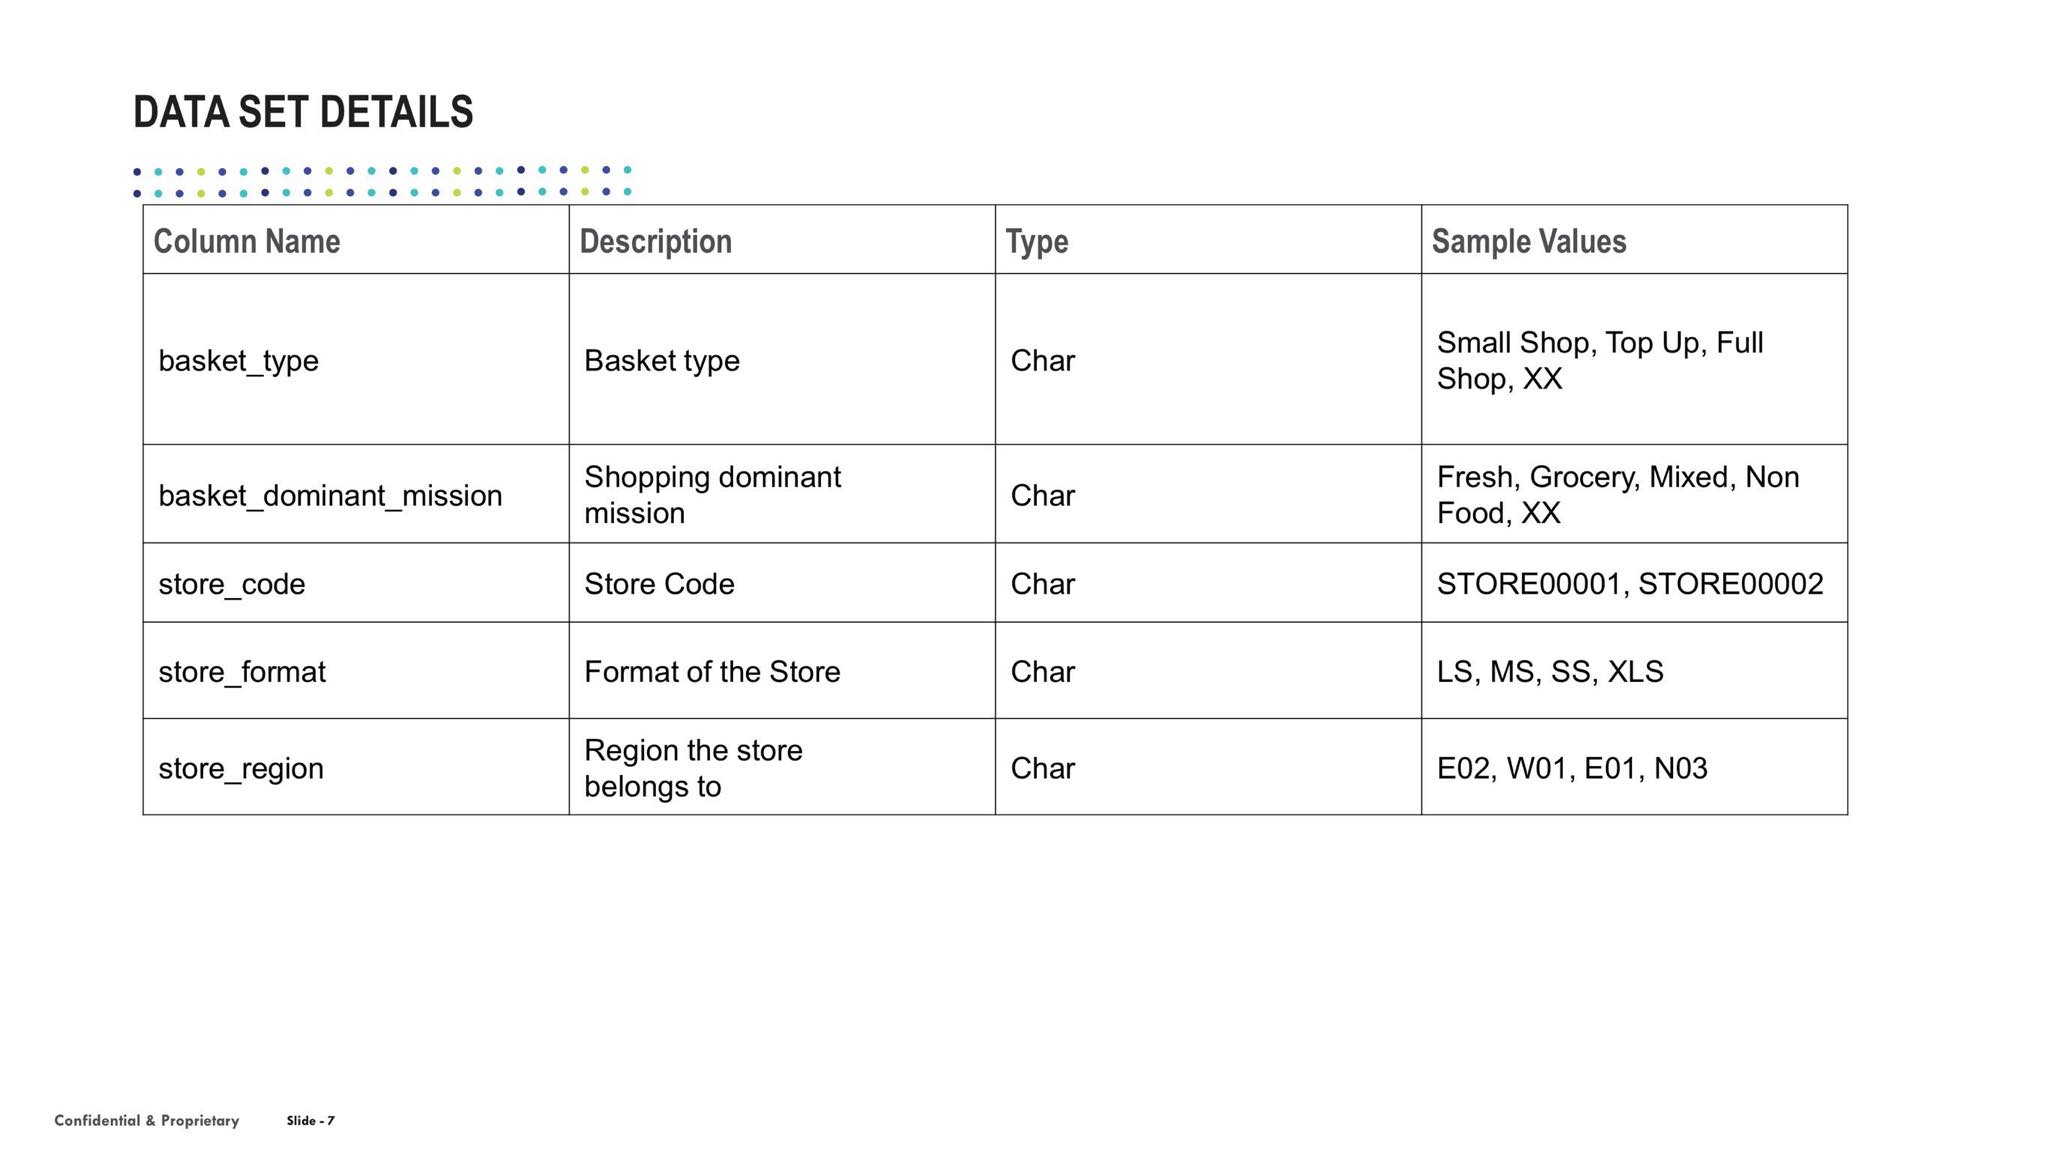 DATA SET DETAILS
Column Name Description Type Sample Values
basket_type Basket type Char Small Shop, Top Up, Full
Shop, XX
basket_dominant_mission Shopping dominant
mission Char Fresh, Grocery, Mixed, Non
Food, XX
store_code Store Code Char STORE00001, STORE00002
store_format Format of the Store Char LS, MS, SS, XLS
store_region Region the store
belongs to Char E02, W01, E01, N03
Confidential & Proprietary Slide - 7